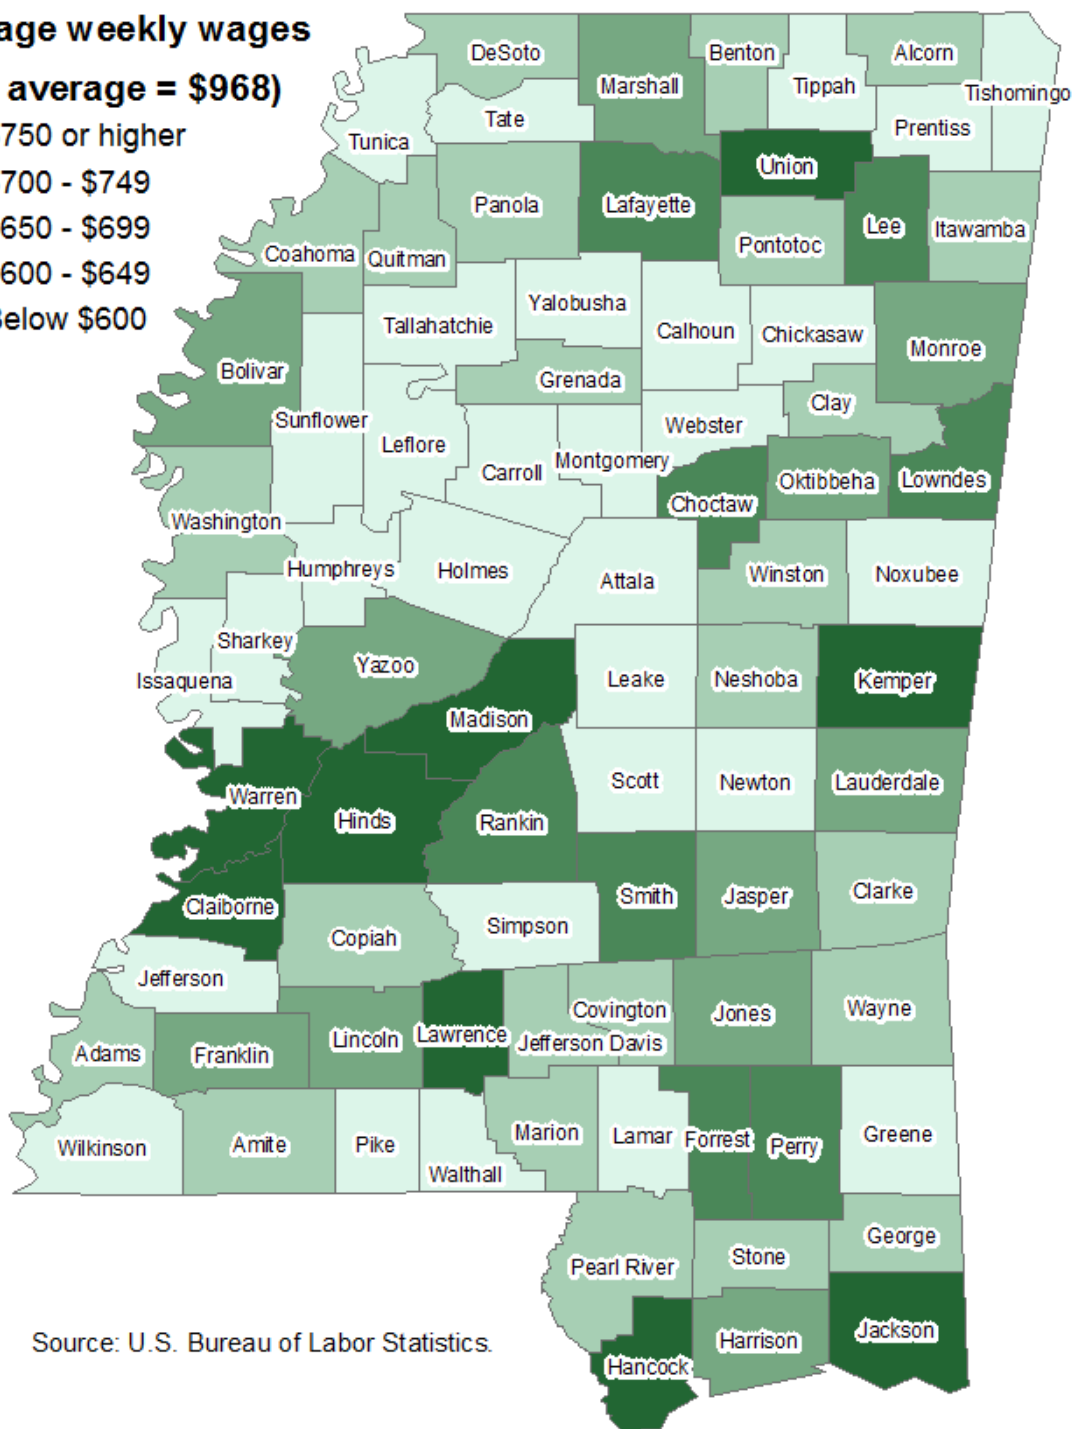 age weekly wages
average = $968)
750 or higher
700 - $749
650 - $699
600 - $649
Below $600
DeSoto
Benton
Alcorn
Marshall
Tippah
Tishomingo
Tate
Prentiss
Tunica
Union
Panola
Lafayette
Lee
Itawamba
Pontotoc
Coahoma
Quitman
Yalobusha
Tallahatchie
Calhoun
Chickasaw
Monroe
Bolivar
Grenada
Clay
Sunflower
Webster
Leflore
Montgomery
Carroll
Oktibbeha
Lowndes
Choctaw
Washington
Humphreys
Holmes
Attala
Winston
Noxubee
Sharkey
Yazoo
Issaquena
Leake
Neshoba
Kemper
Madison
Scott
Newton
Lauderdale
Warren
Hinds
Rankin
Smith
Jasper
Clarke
Claiborne
Simpson
Copiah
Jefferson
Covington
Jones
Wayne
Lawrence
Lincoln
Jefferson Davis
Adams
Franklin
Marion
Lamar
Forrest
Greene
Wilkinson
Amite
Pike
Perry
Walthall
George
Stone
Pearl River
Jackson
Harrison
Source: U.S. Bureau of Labor Statistics.
Hancock